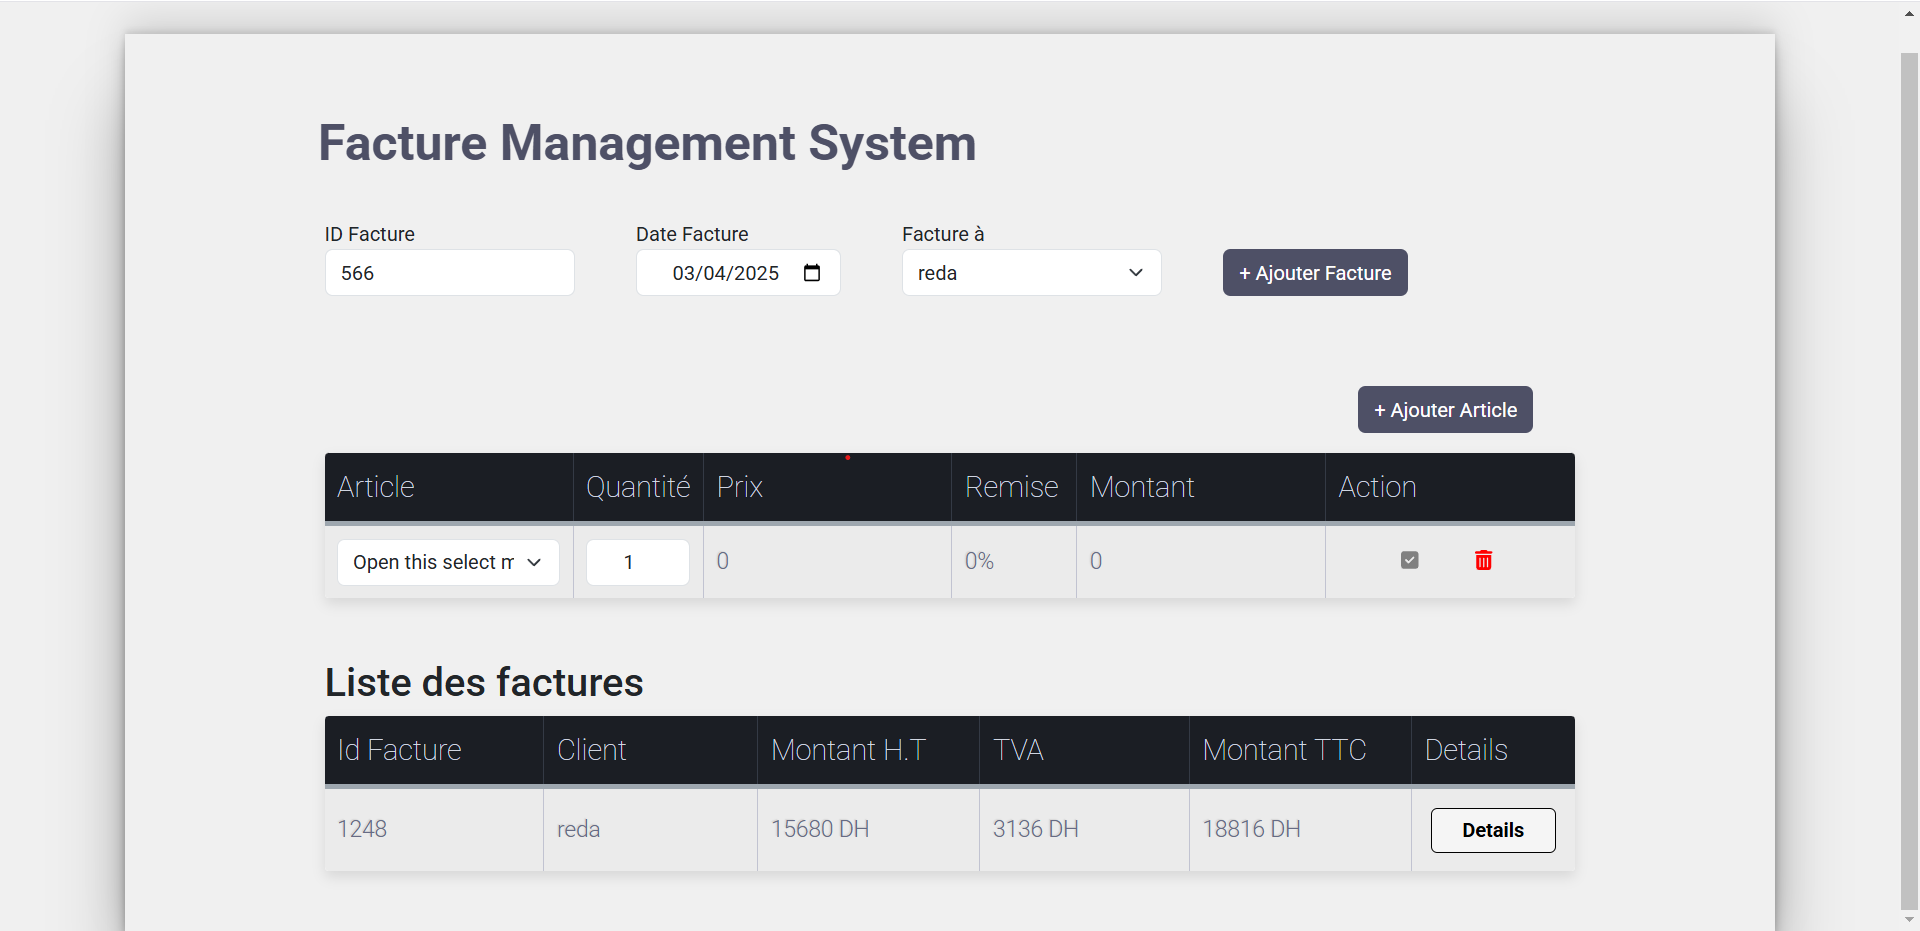 Facture Management System
ID Facture Date Facture Facture à
566 03/04/2025 reda + Ajouter Facture
+ Ajouter Article
Article Quantité Prix Remise Montant Action
Open this select m 1 0 0% 0
Liste des factures
Id Facture Client Montant H.T TVA Montant TTC Details
1248 reda 15680 DH 3136 DH 18816 DH Details